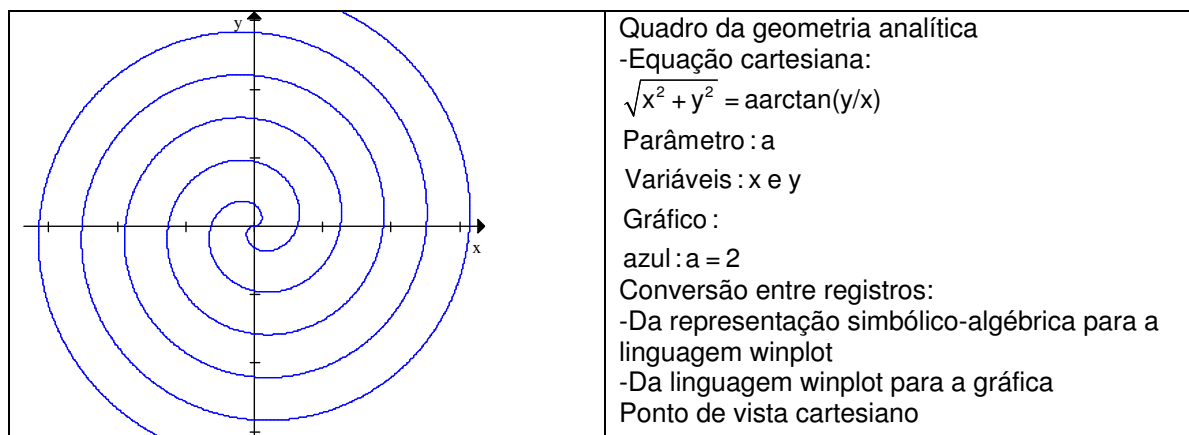 y
x
Quadro da geometria analítica
-Equação cartesiana:
√x² + y² = aarctan(y/x)
Parâmetro : a
Variáveis : x e y
Gráfico :
azul : a = 2
Conversão entre registros:
-Da representação simbólico-algébrica para a
linguagem winplot
-Da linguagem winplot para a gráfica
Ponto de vista cartesiano